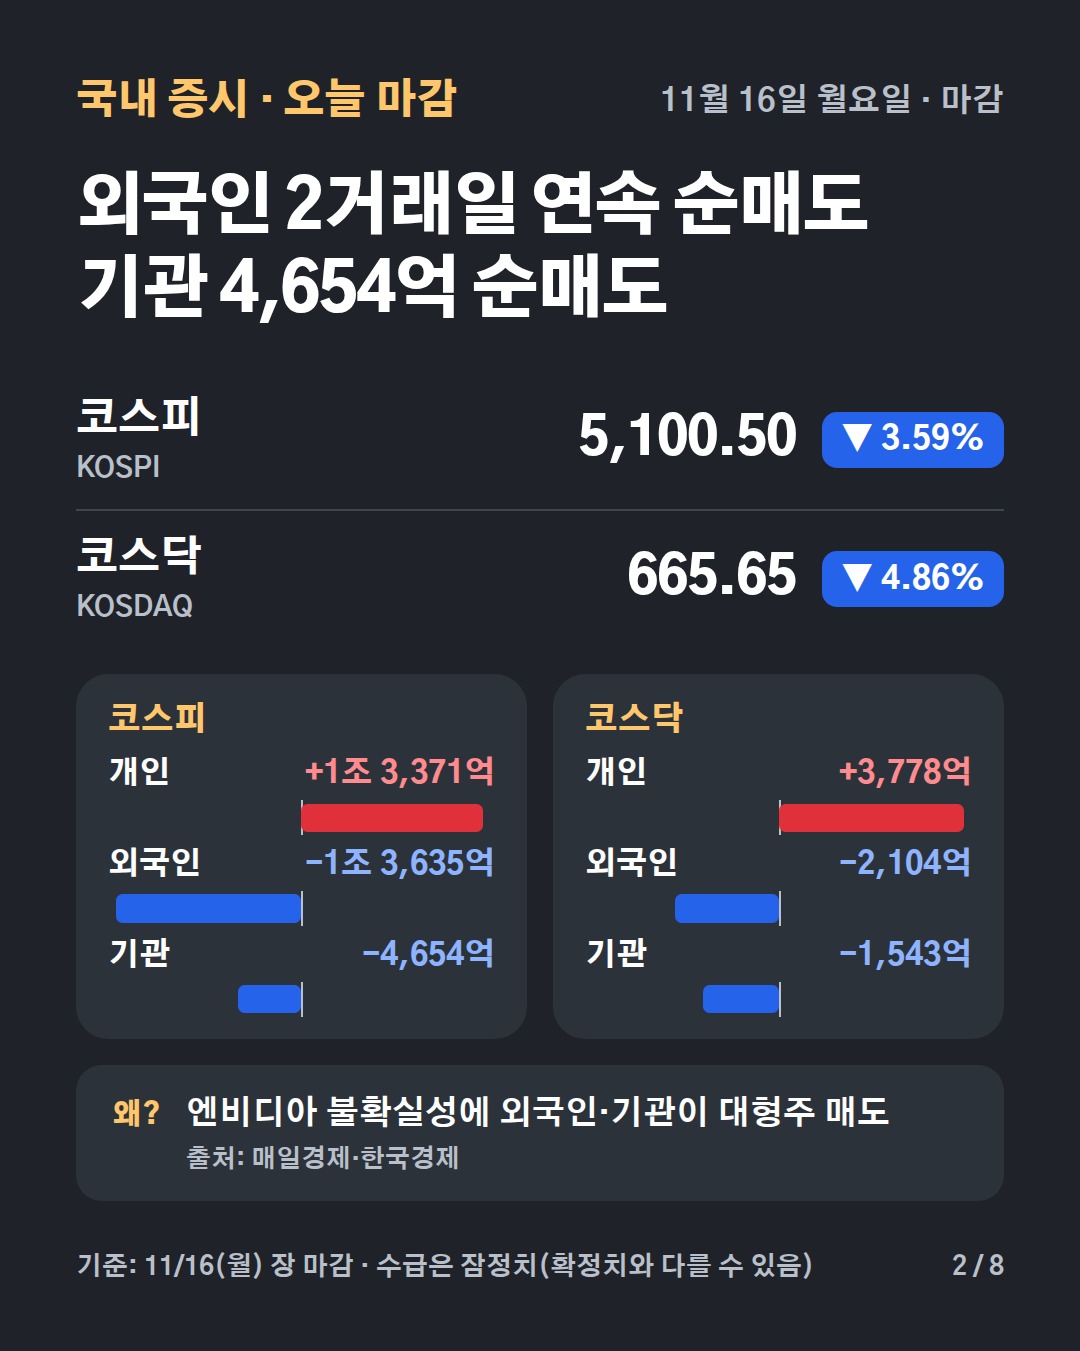 국내 증시 · 오늘 마감
11월 16일 월요일 · 마감
외국인 2거래일 연속 순매도
기관 4,654억 순매도
코스피
KOSPI
5,100.50
▼ 3.59%
코스닥
KOSDAQ
665.65
▼ 4.86%
코스피
개인 +1조 3,371억
외국인 −1조 3,635억
기관 −4,654억
코스닥
개인 +3,778억
외국인 −2,104억
기관 −1,543억
왜? 엔비디아 불확실성에 외국인·기관이 대형주 매도
출처: 매일경제·한국경제
기준: 11/16(월) 장 마감 · 수급은 잠정치(확정치와 다를 수 있음)
2 / 8